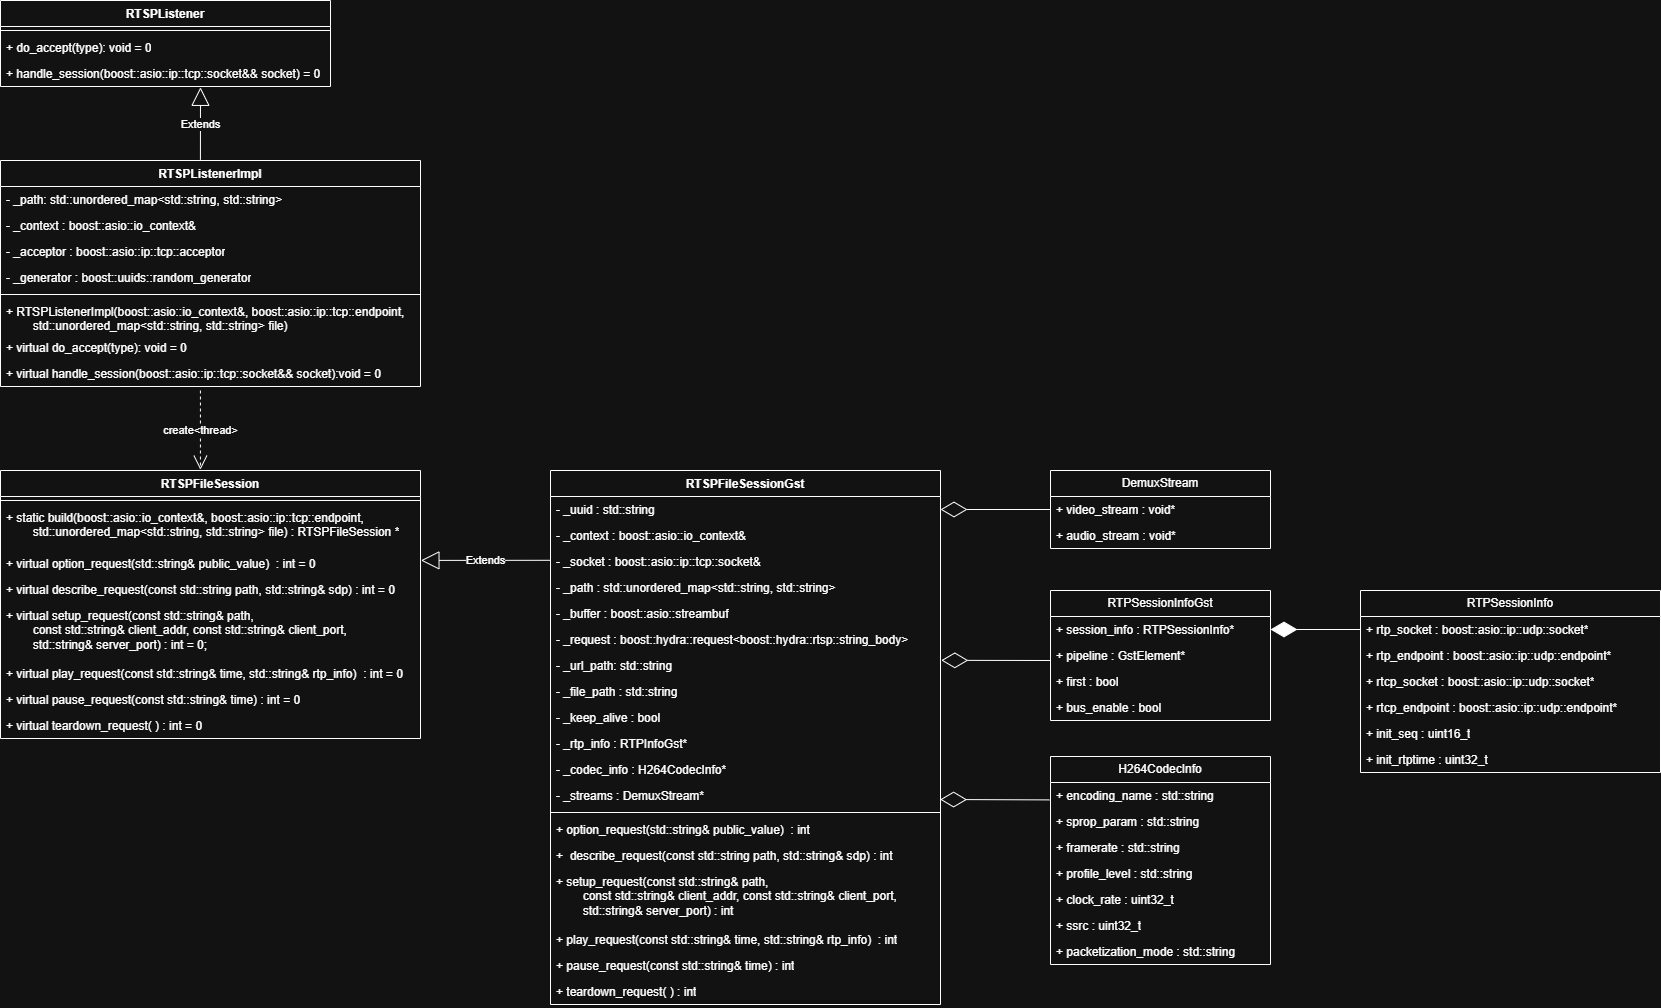 RTSPListener
+ do_accept(type): void = 0
+ handle_session(boost::asio::ip::tcp::socket&& socket) = 0
Extends
RTSPListenerImpl
- _path: std::unordered_map<std::string, std::string>
- _context : boost::asio::io_context&
- _acceptor : boost::asio::ip::tcp::acceptor
- _generator : boost::uuids::random_generator
+ RTSPListenerImpl(boost::asio::io_context&, boost::asio::ip::tcp::endpoint,
std::unordered_map<std::string, std::string> file)
+ virtual do_accept(type): void = 0
+ virtual handle_session(boost::asio::ip::tcp::socket&& socket):void = 0
create<thread>
RTSPFileSession
+ static build(boost::asio::io_context&, boost::asio::ip::tcp::endpoint,
std::unordered_map<std::string, std::string> file) : RTSPFileSession *
+ virtual option_request(std::string& public_value)  : int = 0
+ virtual describe_request(const std::string path, std::string& sdp) : int = 0
+ virtual setup_request(const std::string& path,
const std::string& client_addr, const std::string& client_port,
std::string& server_port) : int = 0;
+ virtual play_request(const std::string& time, std::string& rtp_info)  : int = 0
+ virtual pause_request(const std::string& time) : int = 0
+ virtual teardown_request( ) : int = 0
Extends
RTSPFileSessionGst
- _uuid : std::string
- _context : boost::asio::io_context&
- _socket : boost::asio::ip::tcp::socket&
- _path : std::unordered_map<std::string, std::string>
- _buffer : boost::asio::streambuf
- _request : boost::hydra::request<boost::hydra::rtsp::string_body>
- _url_path: std::string
- _file_path : std::string
- _keep_alive : bool
- _rtp_info : RTPInfoGst*
- _codec_info : H264CodecInfo*
- _streams : DemuxStream*
+ option_request(std::string& public_value)  : int
+  describe_request(const std::string path, std::string& sdp) : int
+ setup_request(const std::string& path,
const std::string& client_addr, const std::string& client_port,
std::string& server_port) : int
+ play_request(const std::string& time, std::string& rtp_info)  : int
+ pause_request(const std::string& time) : int
+ teardown_request( ) : int
DemuxStream
+ video_stream : void*
+ audio_stream : void*
RTPSessionInfoGst
+ session_info : RTPSessionInfo*
+ pipeline : GstElement*
+ first : bool
+ bus_enable : bool
RTPSessionInfo
+ rtp_socket : boost::asio::ip::udp::socket*
+ rtp_endpoint : boost::asio::ip::udp::endpoint*
+ rtcp_socket : boost::asio::ip::udp::socket*
+ rtcp_endpoint : boost::asio::ip::udp::endpoint*
+ init_seq : uint16_t
+ init_rtptime : uint32_t
H264CodecInfo
+ encoding_name : std::string
+ sprop_param : std::string
+ framerate : std::string
+ profile_level : std::string
+ clock_rate : uint32_t
+ ssrc : uint32_t
+ packetization_mode : std::string